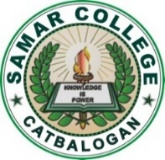 SAMAR COLLEGE
KNOWLEDGE
IS
POWER
CATBALOGAN